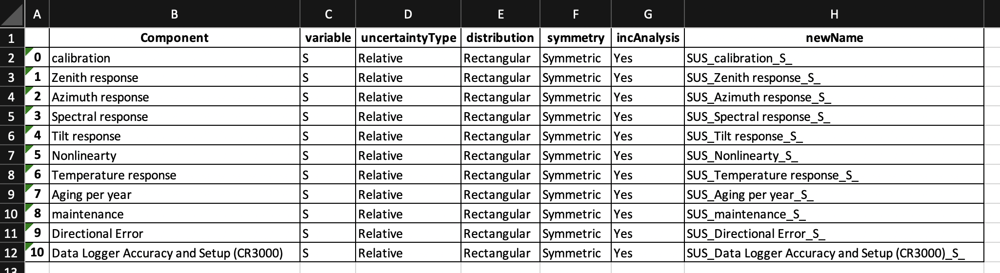 A B C D E F G H
1 Component variable uncertaintyType distribution symmetry incAnalysis newName
2 0 calibration S Relative Rectangular Symmetric Yes SUS_calibration_S_
3 1 Zenith response S Relative Rectangular Symmetric Yes SUS_Zenith response_S_
4 2 Azimuth response S Relative Rectangular Symmetric Yes SUS_Azimuth response_S_
5 3 Spectral response S Relative Rectangular Symmetric Yes SUS_Spectral response_S_
6 4 Tilt response S Relative Rectangular Symmetric Yes SUS_Tilt response_S_
7 5 Nonlinearty S Relative Rectangular Symmetric Yes SUS_Nonlinearty_S_
8 6 Temperature response S Relative Rectangular Symmetric Yes SUS_Temperature response_S_
9 7 Aging per year S Relative Rectangular Symmetric Yes SUS_Aging per year_S_
10 8 maintenance S Relative Rectangular Symmetric Yes SUS_maintenance_S_
11 9 Directional Error S Relative Rectangular Symmetric Yes SUS_Directional Error_S_
12 10 Data Logger Accuracy and Setup (CR3000) S Relative Rectangular Symmetric Yes SUS_Data Logger Accuracy and Setup (CR3000)_S_
13